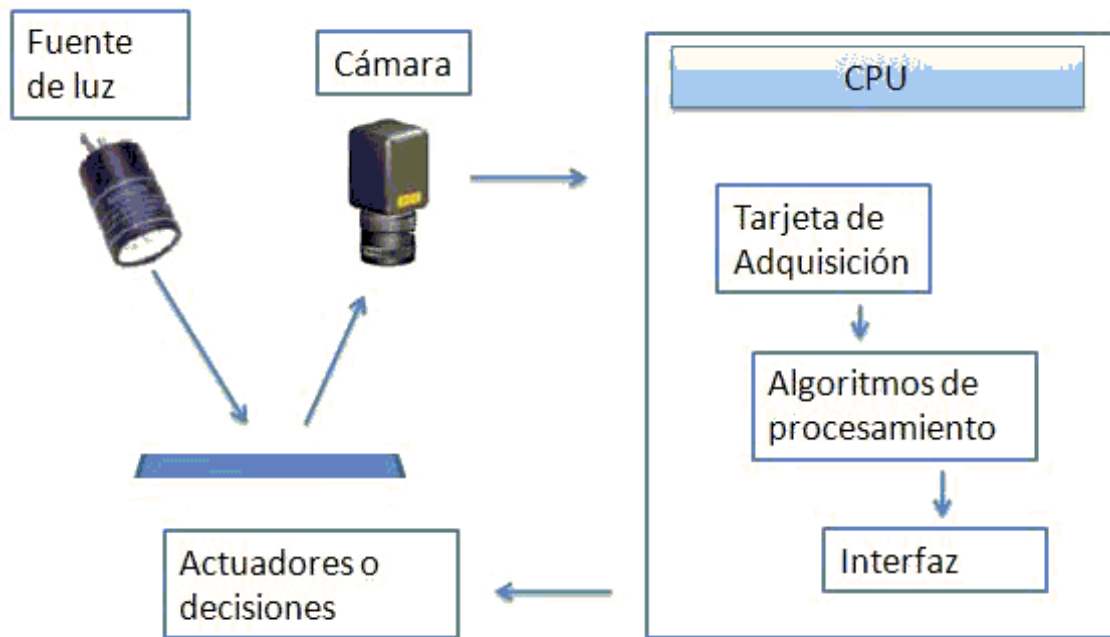 Fuente
de luz
Cámara
CPU
Tarjeta de
Adquisición
Algoritmos de
procesamiento
Interfaz
Actuadores o
decisiones